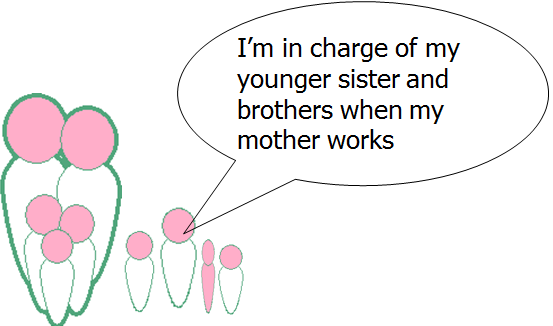 I’m in charge of my
younger sister and
brothers when my
mother works